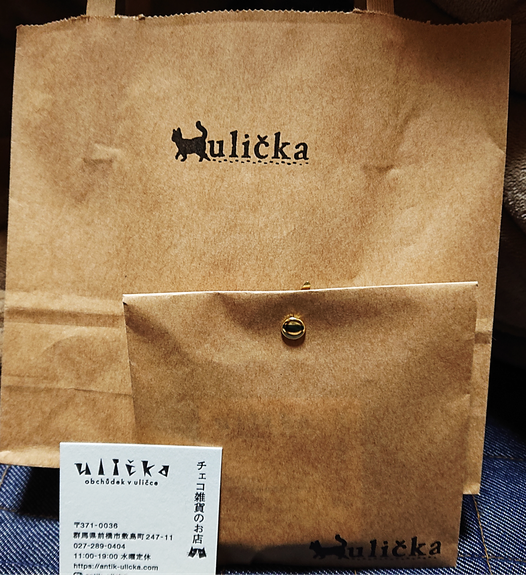 ulička
ulička
ulička
obchůdek v uličce
チェコ雑貨のお店
〒371-0036
群馬県前橋市敷島町247-11
027-289-0404
11:00-19:00 水曜定休
https://antik-ulicka.com